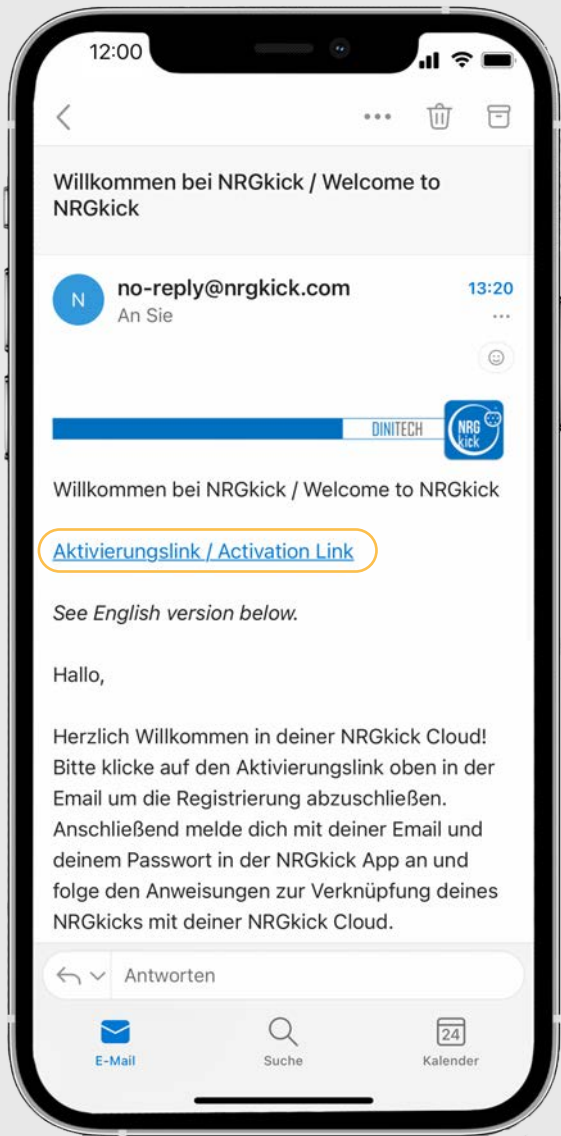 12:00
Willkommen bei NRGkick / Welcome to
NRGkick
N
no-reply@nrgkick.com
13:20
An Sie
DINITECH
NRG
kick
Willkommen bei NRGkick / Welcome to NRGkick
Aktivierungslink / Activation Link
See English version below.
Hallo,
Herzlich Willkommen in deiner NRGkick Cloud!
Bitte klicke auf den Aktivierungslink oben in der
Email um die Registrierung abzuschließen.
Anschließend melde dich mit deiner Email und
deinem Passwort in der NRGkick App an und
folge den Anweisungen zur Verknüpfung deines
NRGkicks mit deiner NRGkick Cloud.
Antworten
24
E-Mail
Suche
Kalender